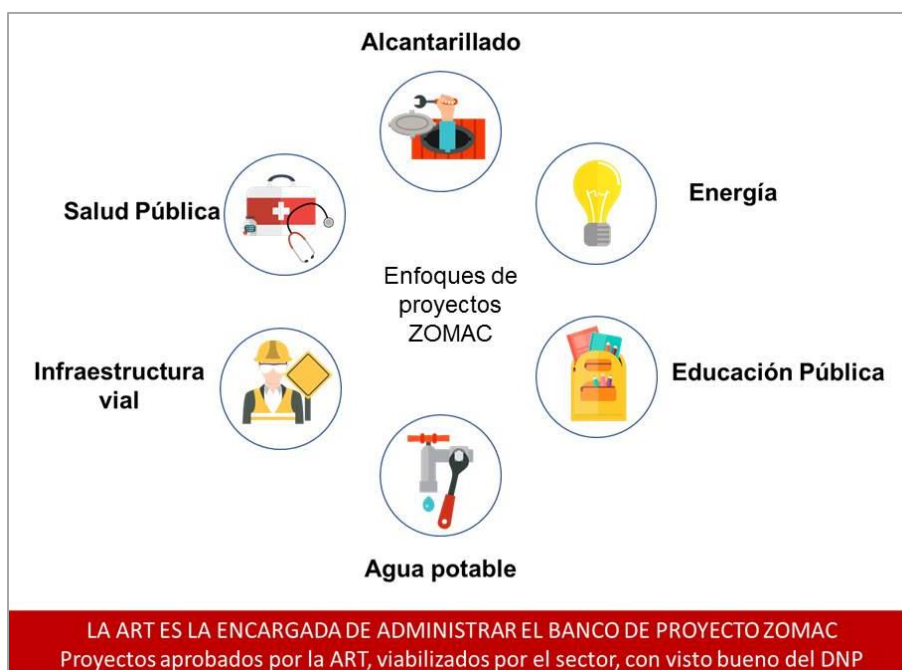 Alcantarillado
Energía
Salud Pública
Enfoques de
proyectos
ZOMAC
Infraestructura
vial
Educación Pública
Agua potable
LA ART ES LA ENCARGADA DE ADMINISTRAR EL BANCO DE PROYECTO ZOMAC
Proyectos aprobados por la ART, viabilizados por el sector, con visto bueno del DNP